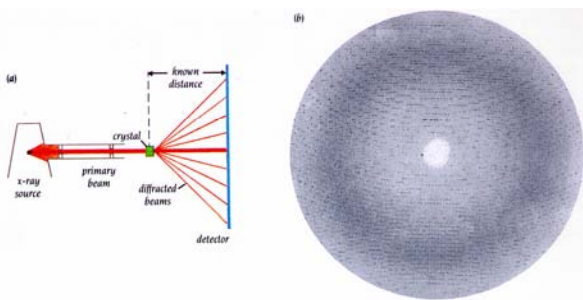 (a)
known
distance
crystal
x-ray
source
primary
beam
diffracted
beams
detector
(b)